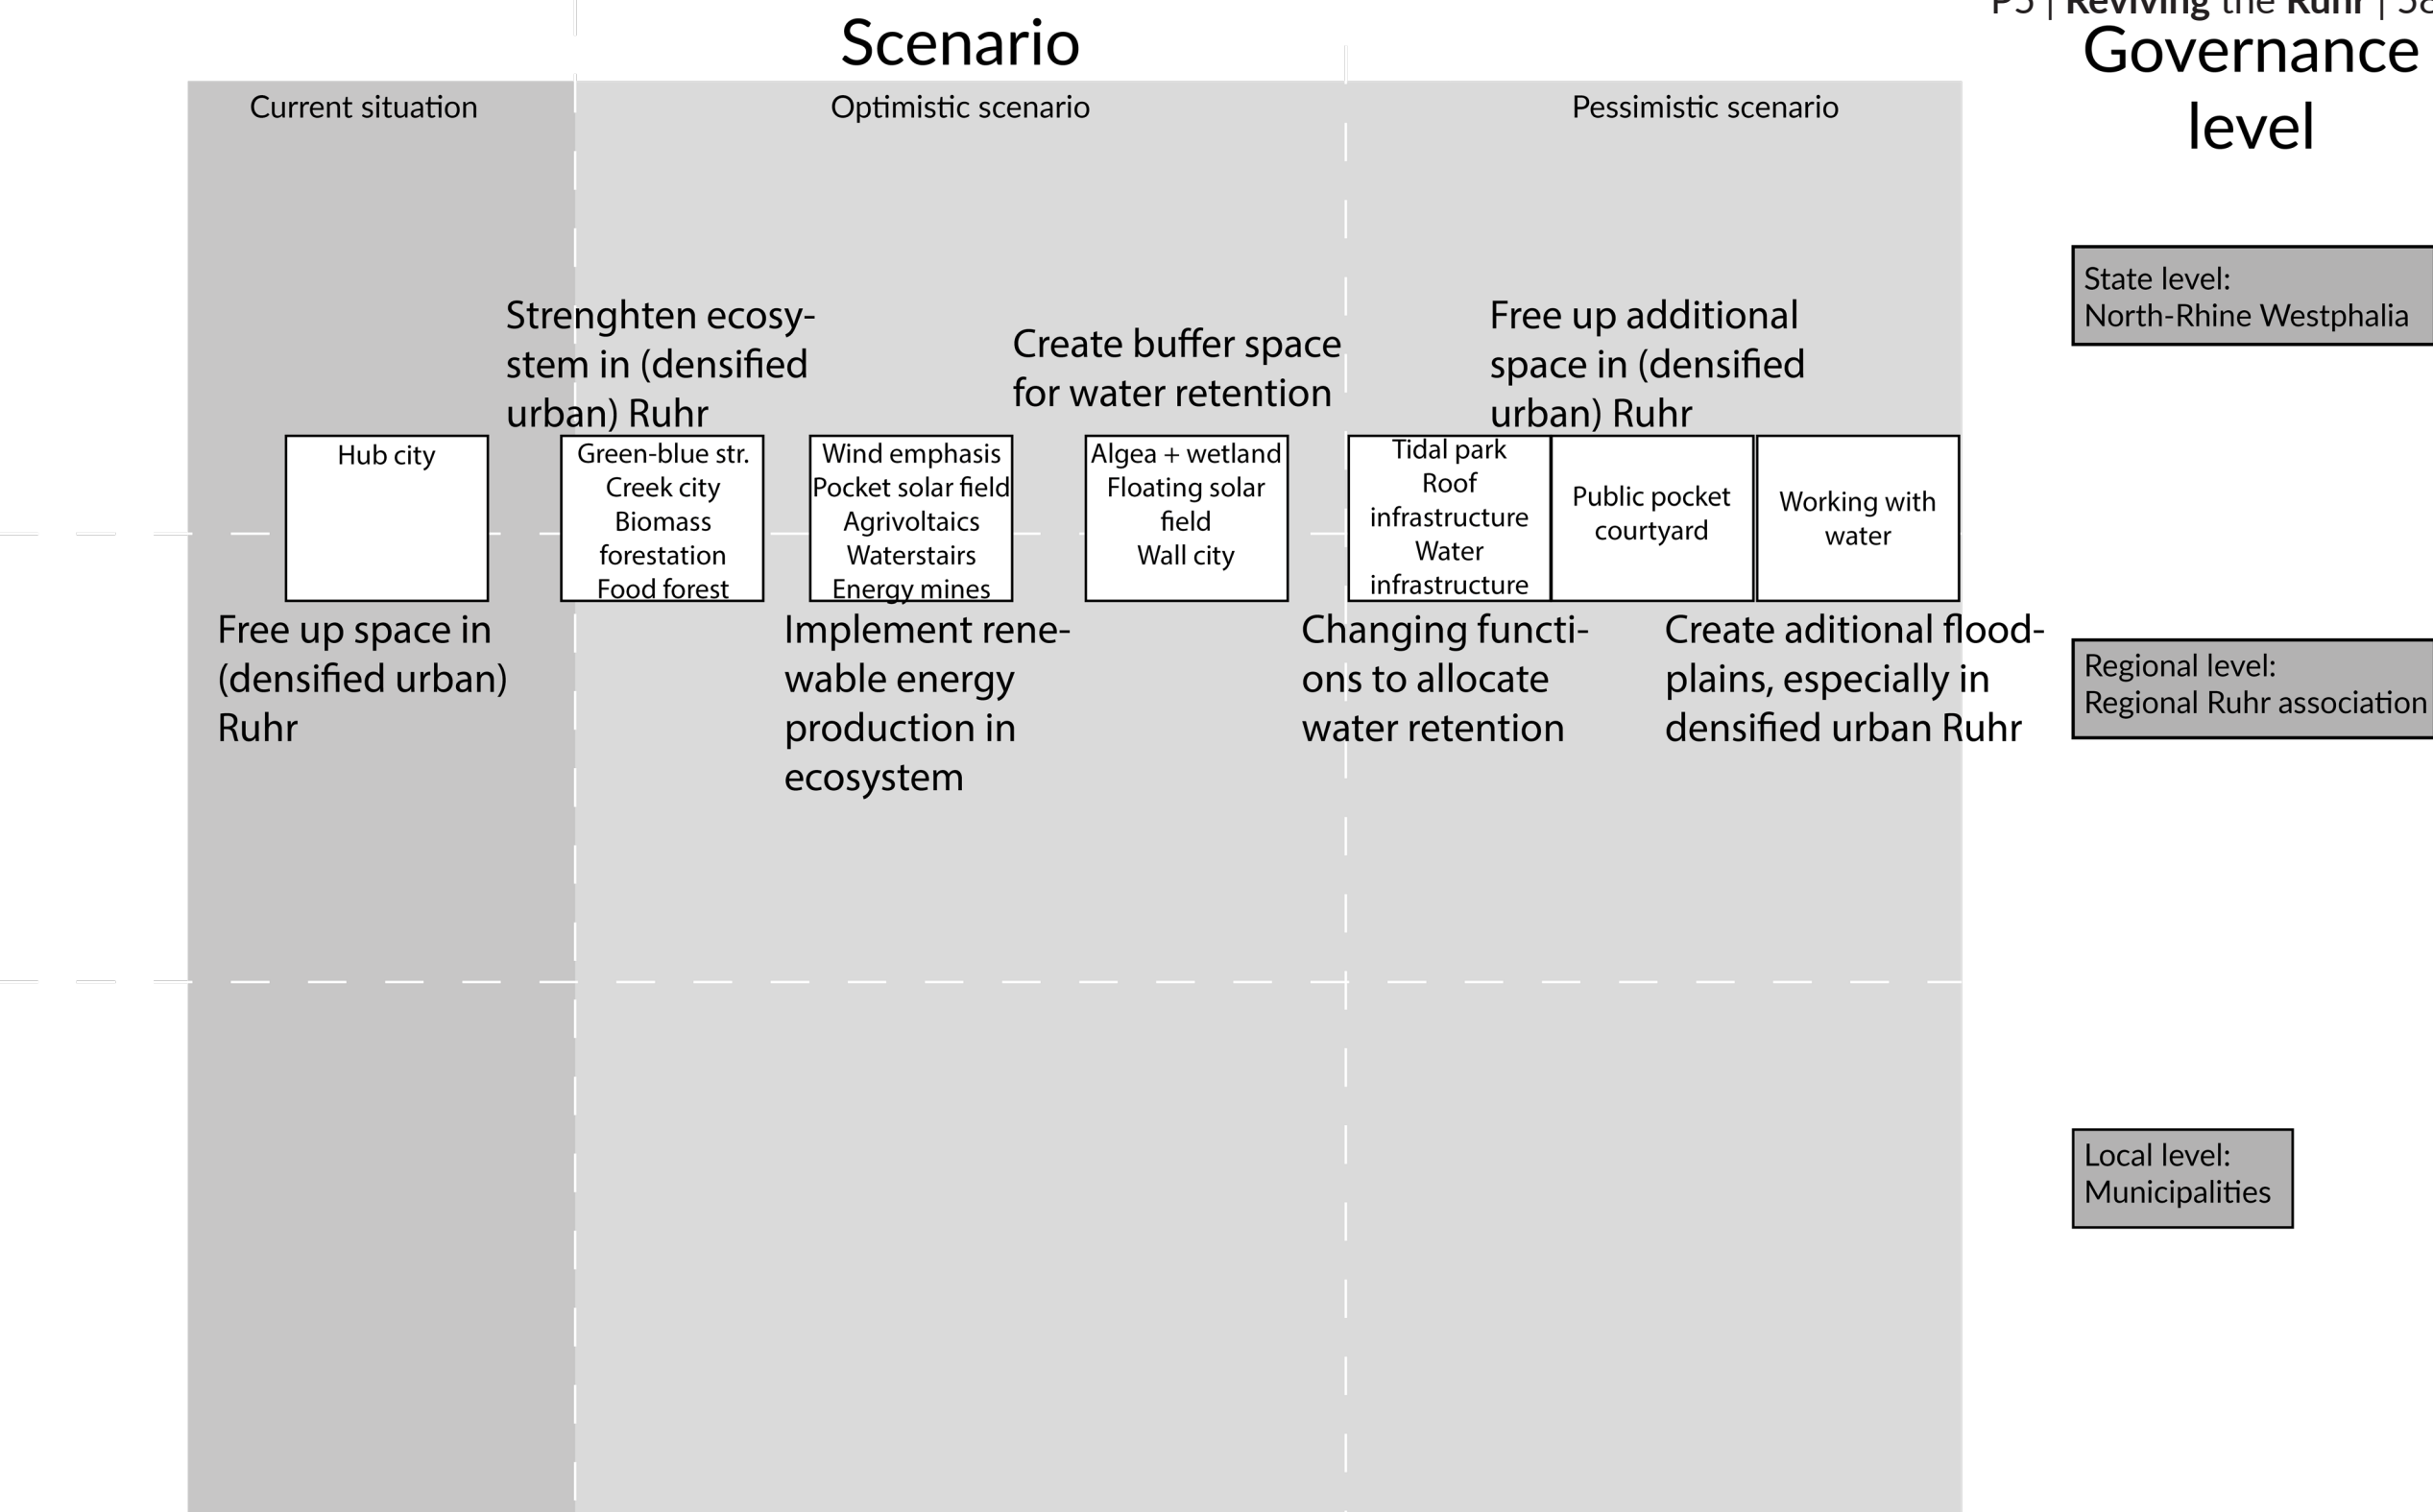 P5 | Reviving the Ruhr | 58
Scenario
Governance
level
Current situation
Optimistic scenario
Pessimistic scenario
State level:
North-Rhine Westphalia
Strenghten ecosy-
stem in (densified
urban) Ruhr
Create buffer space
for water retention
Free up additional
space in (densified
urban) Ruhr
Hub city
Green-blue str.
Creek city
Biomass
forestation
Food forest
Wind emphasis
Pocket solar field
Agrivoltaics
Waterstairs
Energy mines
Algea + wetland
Floating solar
field
Wall city
Tidal park
Roof
infrastructure
Water
infrastructure
Public pocket
courtyard
Working with
water
Free up space in
(densified urban)
Ruhr
Implement rene-
wable energy
production in
ecosystem
Changing functi-
ons to allocate
water retention
Create aditional flood-
plains, especially in
densified urban Ruhr
Regional level:
Regional Ruhr association
Local level:
Municipalities